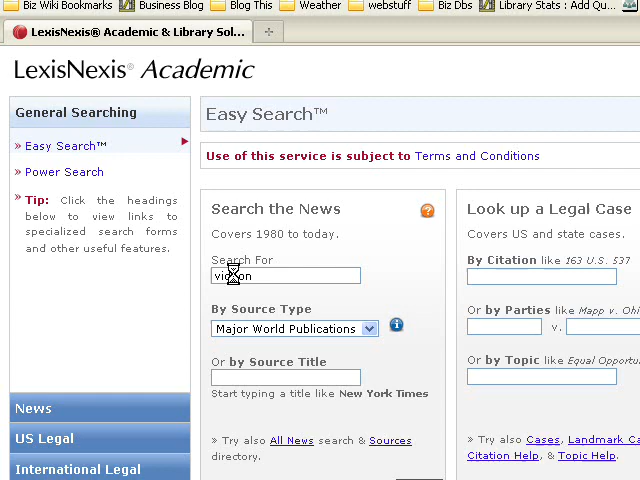 Biz Wiki Bookmarks Business Blog Blog This Weather webstuff Biz Dbs Library Stats : Add Qu...
LexisNexis® Academic & Library Sol...
LexisNexis® Academic
General Searching
» Easy Search™
» Power Search
» Tip: Click the headings
below to view links to
specialized search forms
and other useful features.
News
US Legal
International Legal
Easy Search™
Use of this service is subject to Terms and Conditions
Search the News
Covers 1980 to today.
Search For
By Source Type
Major World Publications
Or by Source Title
Start typing a title like New York Times
» Try also All News search & Sources
directory.
Look up a Legal Case
Covers US and state cases.
By Citation like 163 U.S. 537
Or by Parties like Mapp v. Ohi
v.
Or by Topic like Equal Opportu
» Try also Cases, Landmark Ca
Citation Help, & Topic Help.